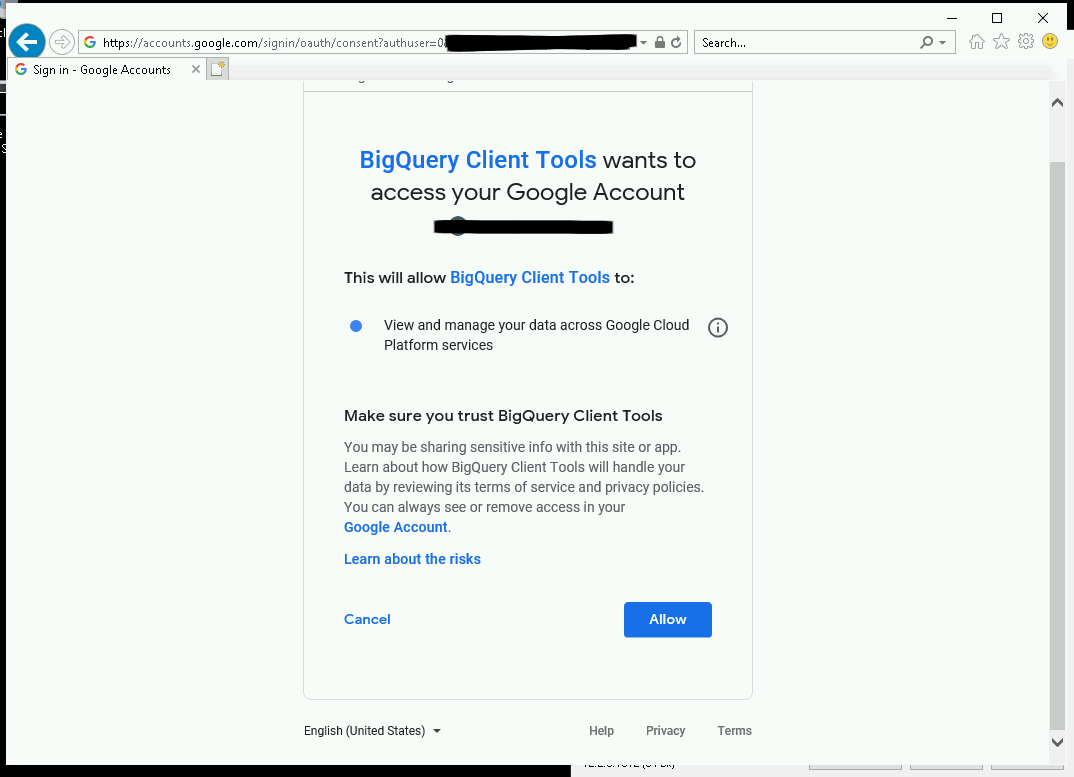 https://accounts.google.com/signin/oauth/consent?authuser=0
Search...
Sign in - Google Accounts
BigQuery Client Tools wants to
access your Google Account
This will allow BigQuery Client Tools to:
View and manage your data across Google Cloud
Platform services
Make sure you trust BigQuery Client Tools
You may be sharing sensitive info with this site or app.
Learn about how BigQuery Client Tools will handle your
data by reviewing its terms of service and privacy policies.
You can always see or remove access in your
Google Account.
Learn about the risks
Cancel
Allow
English (United States)
Help
Privacy
Terms